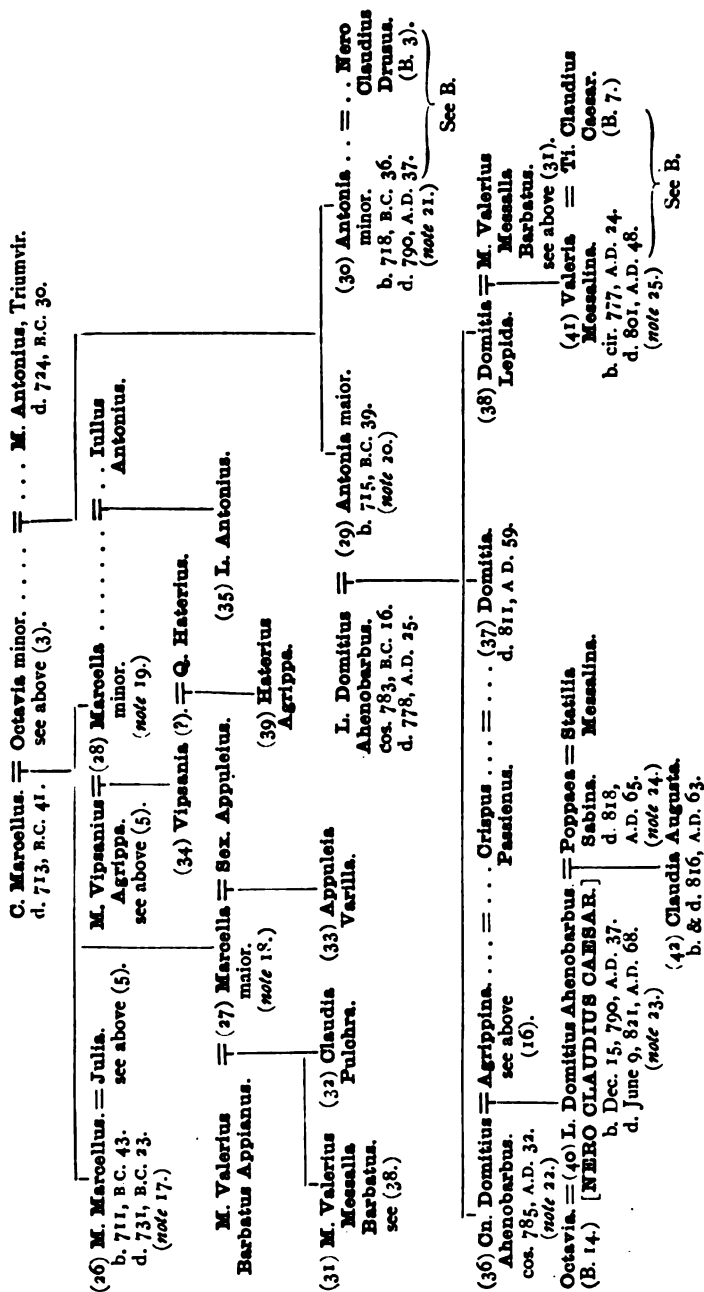 C. Marcellus. = Octavia minor. . . . . . = . . . M. Antonius, Triumvir.
d. 713, B.C. 41. see above (3). d. 724, B.C. 30.
(26) M. Marcellus. = Julia.
b. 711, B.C. 43. see above (5).
d. 731, B.C. 23.
(note 17.)
M. Vipsanius = (28) Marcella . . . . . . . . = . . Iullus
Agrippa. minor. Antonius.
see above (5). (note 19.)
(34) Vipsania (?). = Q. Haterius.
(35) L. Antonius.
(39) Haterius
Agrippa.
M. Valerius = (27) Marcella = Sex. Appuleius.
Barbatus Appianus. maior.
(note 18.)
(31) M. Valerius (32) Claudia (33) Appuleia
Messalla Pulchra. Varilla.
Barbatus.
see (38.)
(30) Antonia . . = . . Nero
minor. Claudius
b. 718, B.C. 36. Drusus.
d. 790, A.D. 37. (B. 3).
(note 21.)
See B.
L. Domitius = (29) Antonia maior.
Ahenobarbus. b. 715, B.C. 39.
cos. 783, B.C. 16. (note 20.)
d. 778, A.D. 25.
(36) Cn. Domitius = Agrippina. . . . = . . . Crispus . . . = . . . . (37) Domitia.
Ahenobarbus. see above Passienus. d. 811, A D. 59.
cos. 785, A.D. 32. (16).
(note 22.)
(38) Domitia = M. Valerius
Lepida. Messalla
Barbatus.
see above (31).
(41) Valeria = Ti. Claudius
Messalina. Caesar.
b. cir. 777, A.D. 24. (B. 7.)
d. 801, A.D. 48.
(note 25.)
See B.
Octavia. = (40) L. Domitius Ahenobarbus = Poppaea = Statilia
(B. 14.) [NERO CLAUDIUS CAESAR.] Sabina. Messalina.
b. Dec. 15, 790, A.D. 37. d. 818,
d. June 9, 821, A.D. 68. A.D. 65.
(note 23.) (note 24.)
(42) Claudia Augusta.
b. & d. 816, A.D. 63.